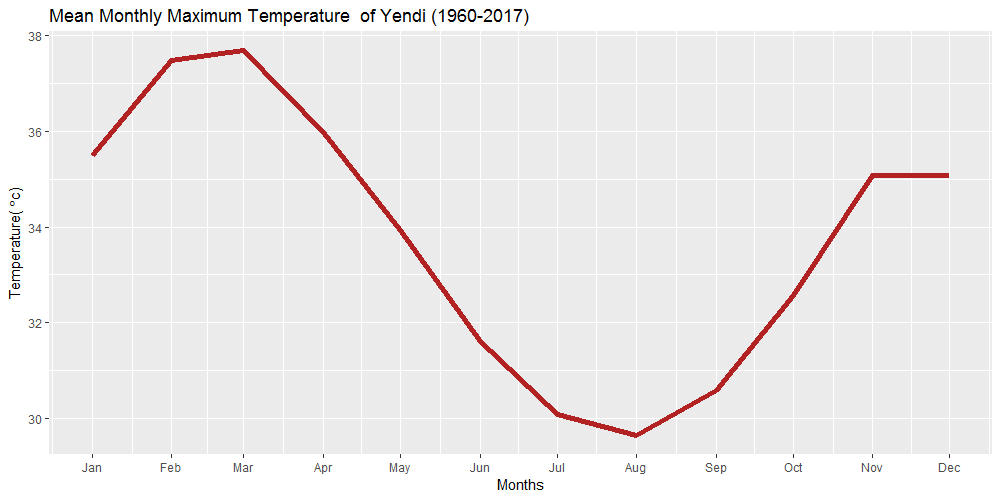 Mean Monthly Maximum Temperature  of Yendi (1960-2017)
Temperature( °c)
38
36
34
32
30
Jan Feb Mar Apr May Jun Jul Aug Sep Oct Nov Dec
Months